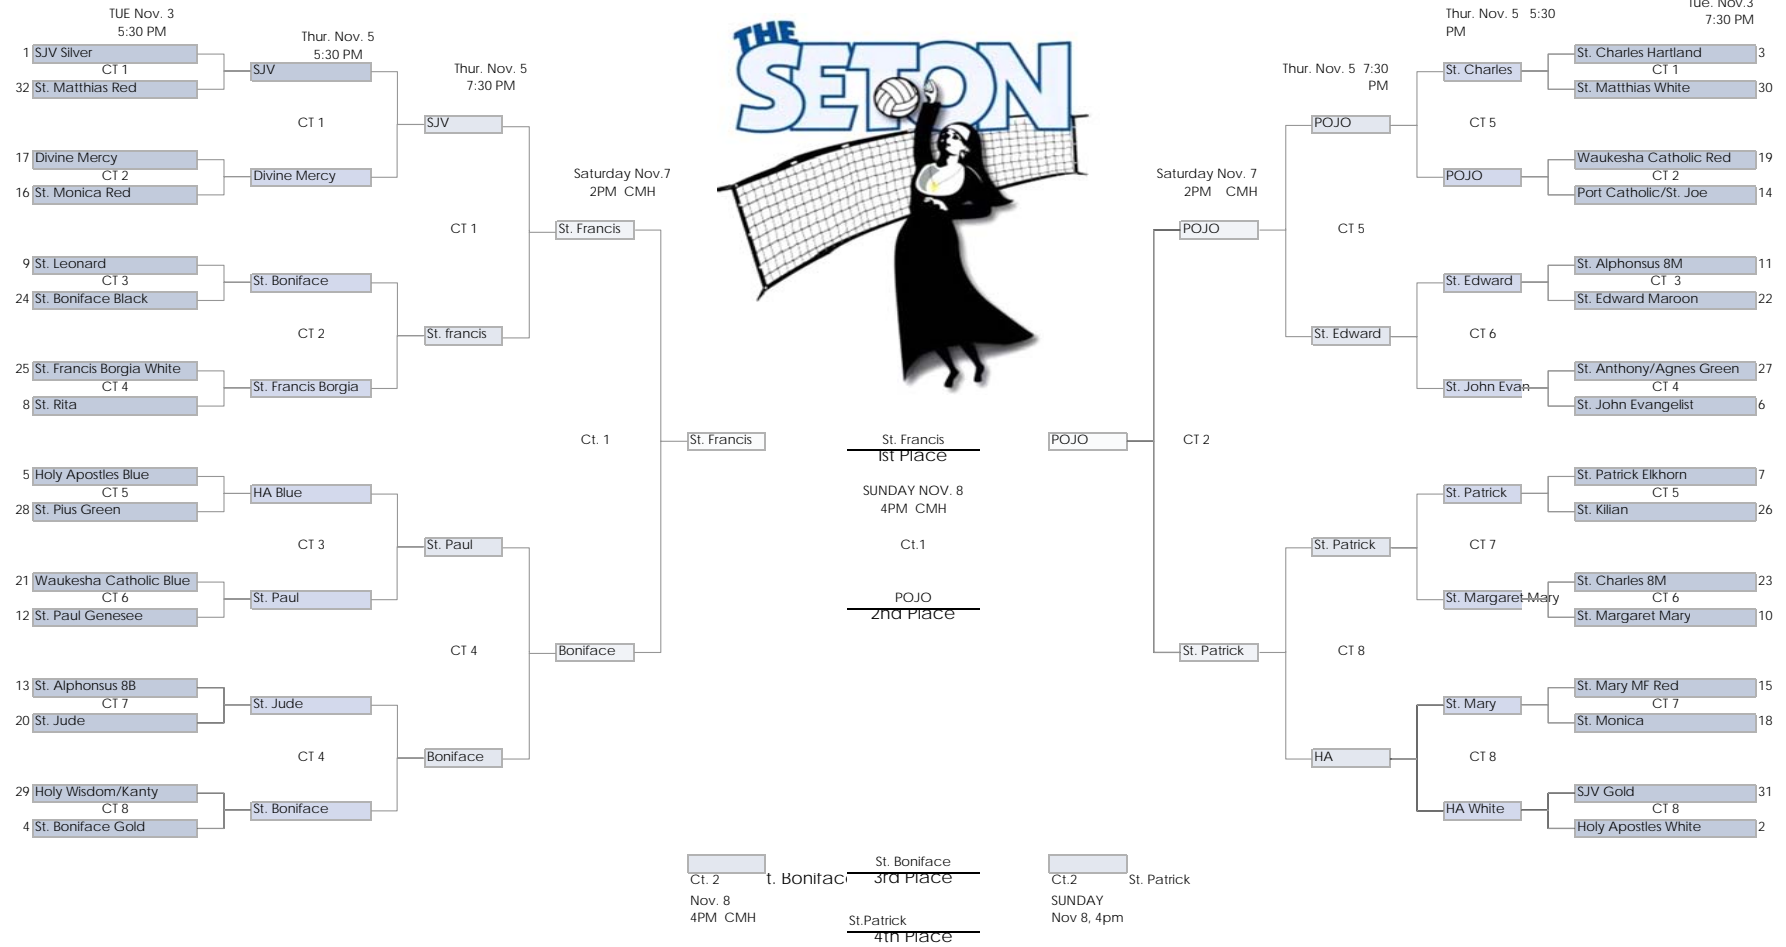 TUE Nov. 3
5:30 PM
Thur. Nov. 5
5:30 PM
Thur. Nov. 5
7:30 PM
Saturday Nov.7
2PM CMH
1 SJV Silver
CT 1
32 St. Matthias Red
SJV
CT 1
17 Divine Mercy
CT 2
16 St. Monica Red
Divine Mercy
SJV
CT 1
9 St. Leonard
CT 3
24 St. Boniface Black
St. Boniface
CT 2
25 St. Francis Borgia White
CT 4
8 St. Rita
St. Francis Borgia
St. francis
St. Francis
Ct. 1
5 Holy Apostles Blue
CT 5
28 St. Pius Green
HA Blue
CT 3
21 Waukesha Catholic Blue
CT 6
12 St. Paul Genesee
St. Paul
St. Paul
CT 4
13 St. Alphonsus 8B
CT 7
20 St. Jude
St. Jude
CT 4
29 Holy Wisdom/Kanty
CT 8
4 St. Boniface Gold
St. Boniface
Boniface
Boniface
St. Francis
THE
SETON
St. Francis
1st Place
SUNDAY NOV. 8
4PM CMH
Ct.1
POJO
2nd Place
Tue. Nov.3
7:30 PM
Thur. Nov. 5 5:30
PM
Thur. Nov. 5 7:30
PM
Saturday Nov. 7
2PM CMH
St. Charles Hartland 3
CT 1
St. Matthias White 30
St. Charles
CT 5
Waukesha Catholic Red 19
CT 2
Port Catholic/St. Joe 14
POJO
POJO
CT 5
St. Alphonsus 8M 11
CT 3
St. Edward Maroon 22
St. Edward
CT 6
St. Anthony/Agnes Green 27
CT 4
St. John Evangelist 6
St. John Evan
St. Edward
POJO
CT 2
POJO
St. Patrick Elkhorn 7
CT 5
St. Kilian 26
St. Patrick
CT 7
St. Charles 8M 23
CT 6
St. Margaret Mary 10
St. Margaret Mary
St. Patrick
CT 8
St. Mary MF Red 15
CT 7
St. Monica 18
St. Mary
CT 8
SJV Gold 31
CT 8
Holy Apostles White 2
HA White
HA
St. Patrick
Ct. 2
t. Boniface
Nov. 8
4PM CMH
St. Boniface
3rd Place
St.Patrick
4th Place
Ct.2
St. Patrick
SUNDAY
Nov 8, 4pm